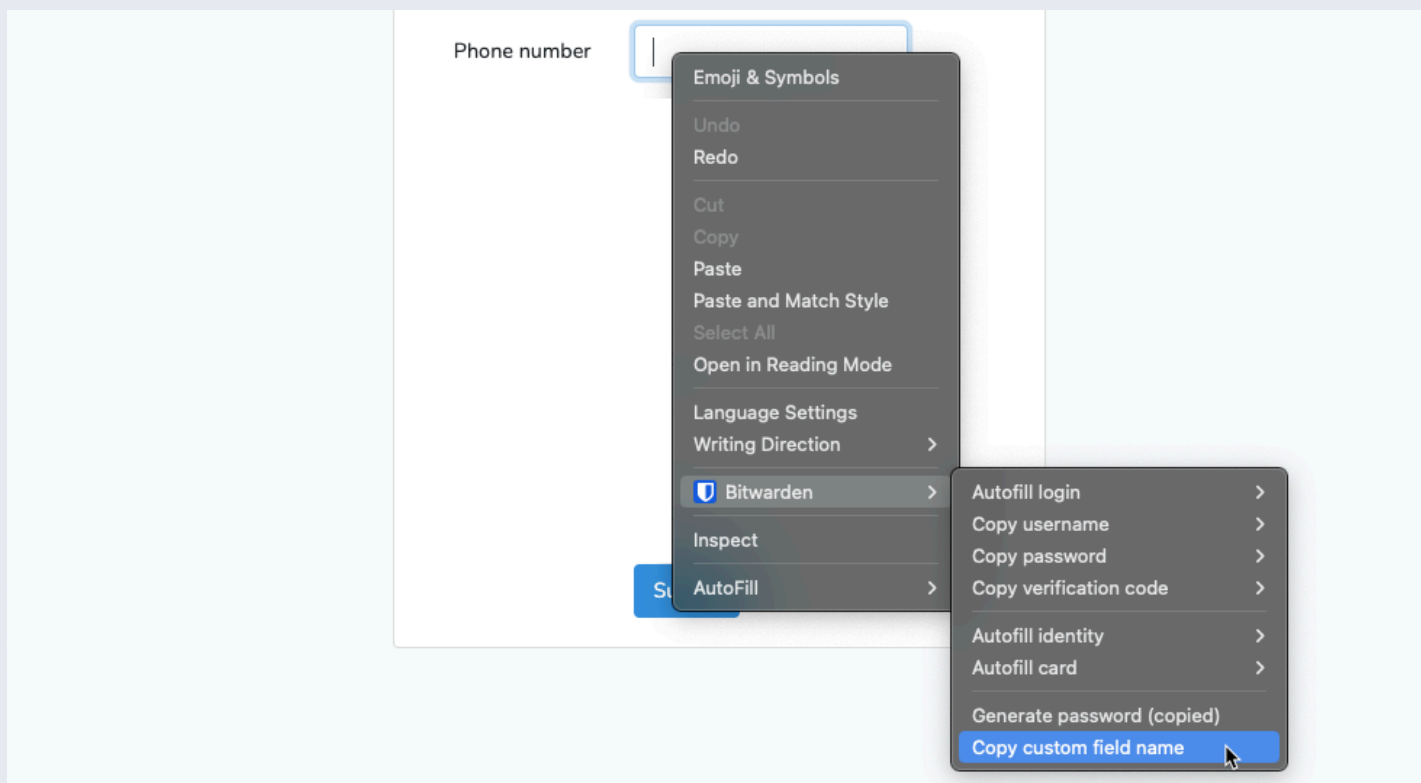 Phone number
Emoji & Symbols
Undo
Redo
Cut
Copy
Paste
Paste and Match Style
Select All
Open in Reading Mode
Language Settings
Writing Direction
Bitwarden
Inspect
AutoFill
Autofill login
Copy username
Copy password
Copy verification code
Autofill identity
Autofill card
Generate password (copied)
Copy custom field name